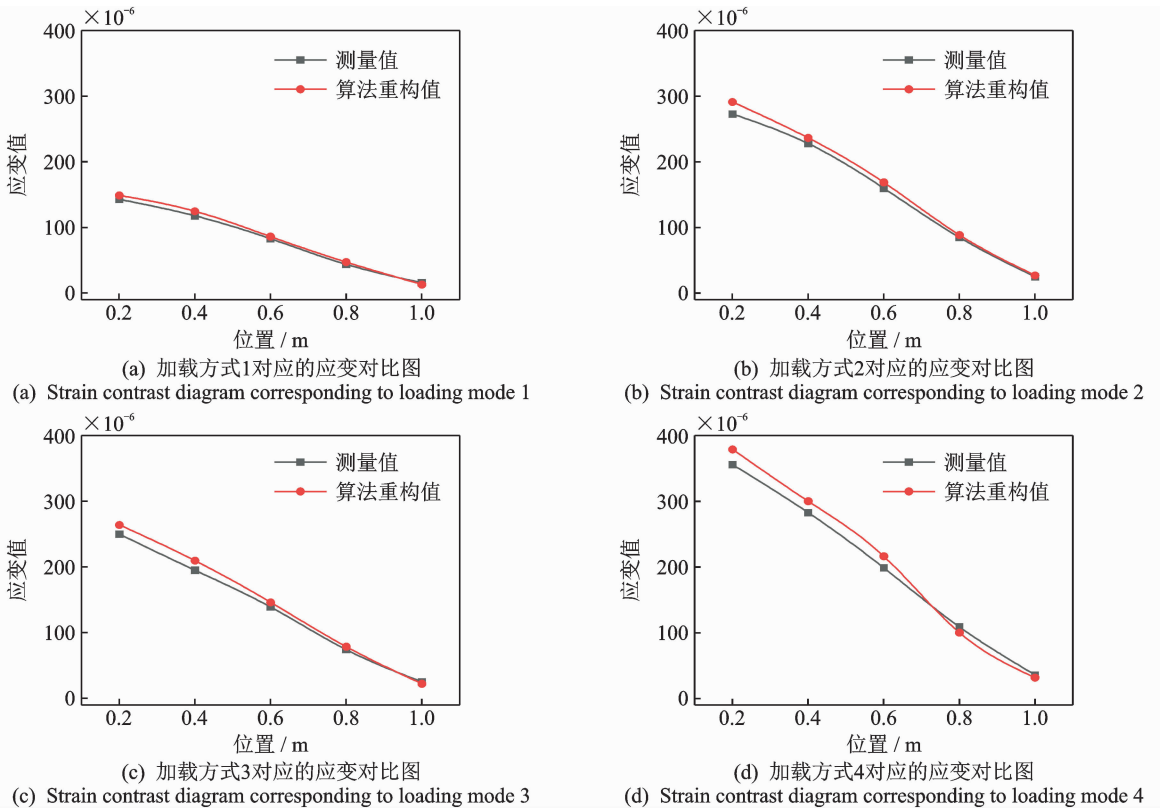 ×10⁻⁶
400
300
200
100
0
应变值
测量值
算法重构值
0.2 0.4 0.6 0.8 1.0
位置 / m
(a) 加载方式1对应的应变对比图
(a) Strain contrast diagram corresponding to loading mode 1
×10⁻⁶
400
300
200
100
0
应变值
测量值
算法重构值
0.2 0.4 0.6 0.8 1.0
位置 / m
(b) 加载方式2对应的应变对比图
(b) Strain contrast diagram corresponding to loading mode 2
×10⁻⁶
400
300
200
100
0
应变值
测量值
算法重构值
0.2 0.4 0.6 0.8 1.0
位置 / m
(c) 加载方式3对应的应变对比图
(c) Strain contrast diagram corresponding to loading mode 3
×10⁻⁶
400
300
200
100
0
应变值
测量值
算法重构值
0.2 0.4 0.6 0.8 1.0
位置 / m
(d) 加载方式4对应的应变对比图
(d) Strain contrast diagram corresponding to loading mode 4